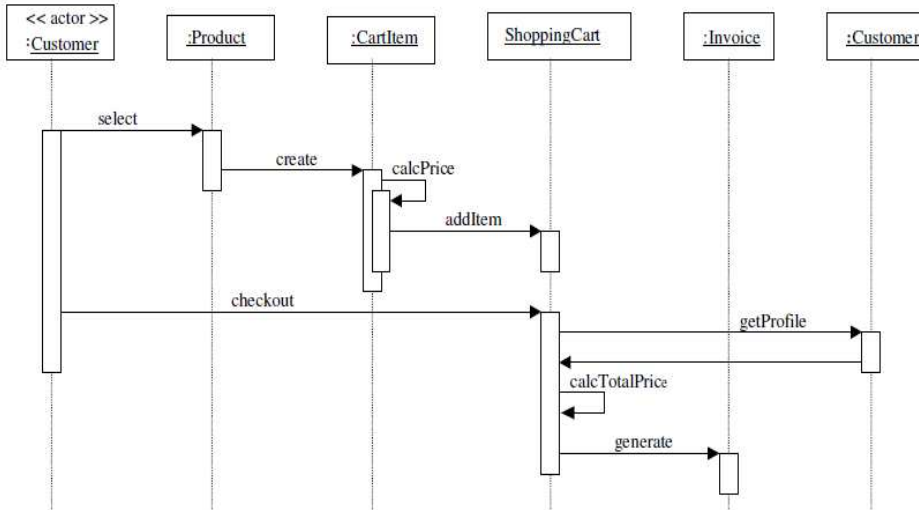 << actor >>
:Customer
:Product
:CartItem
ShoppingCart
:Invoice
:Customer
select
create
calcPrice
addItem
checkout
getProfile
calcTotalPrice
generate